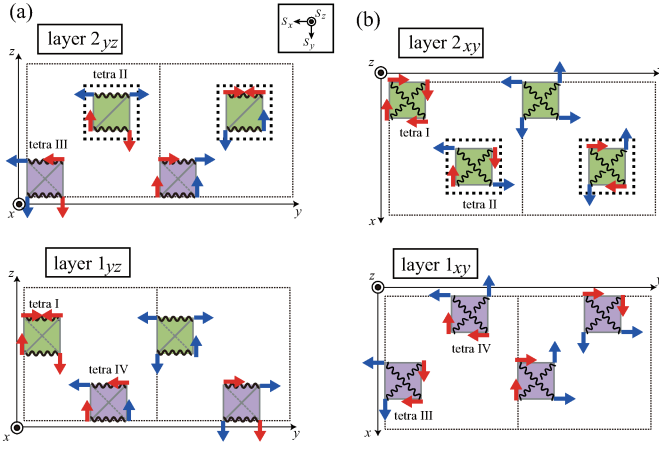 (a)
S_z
S_x
S_y
(b)
z
layer 2_yz
tetra II
tetra III
x
y
z
layer 2_xy
tetra I
tetra II
x
z
layer 1_yz
tetra I
tetra IV
x
y
z
layer 1_xy
y
tetra IV
tetra III
x